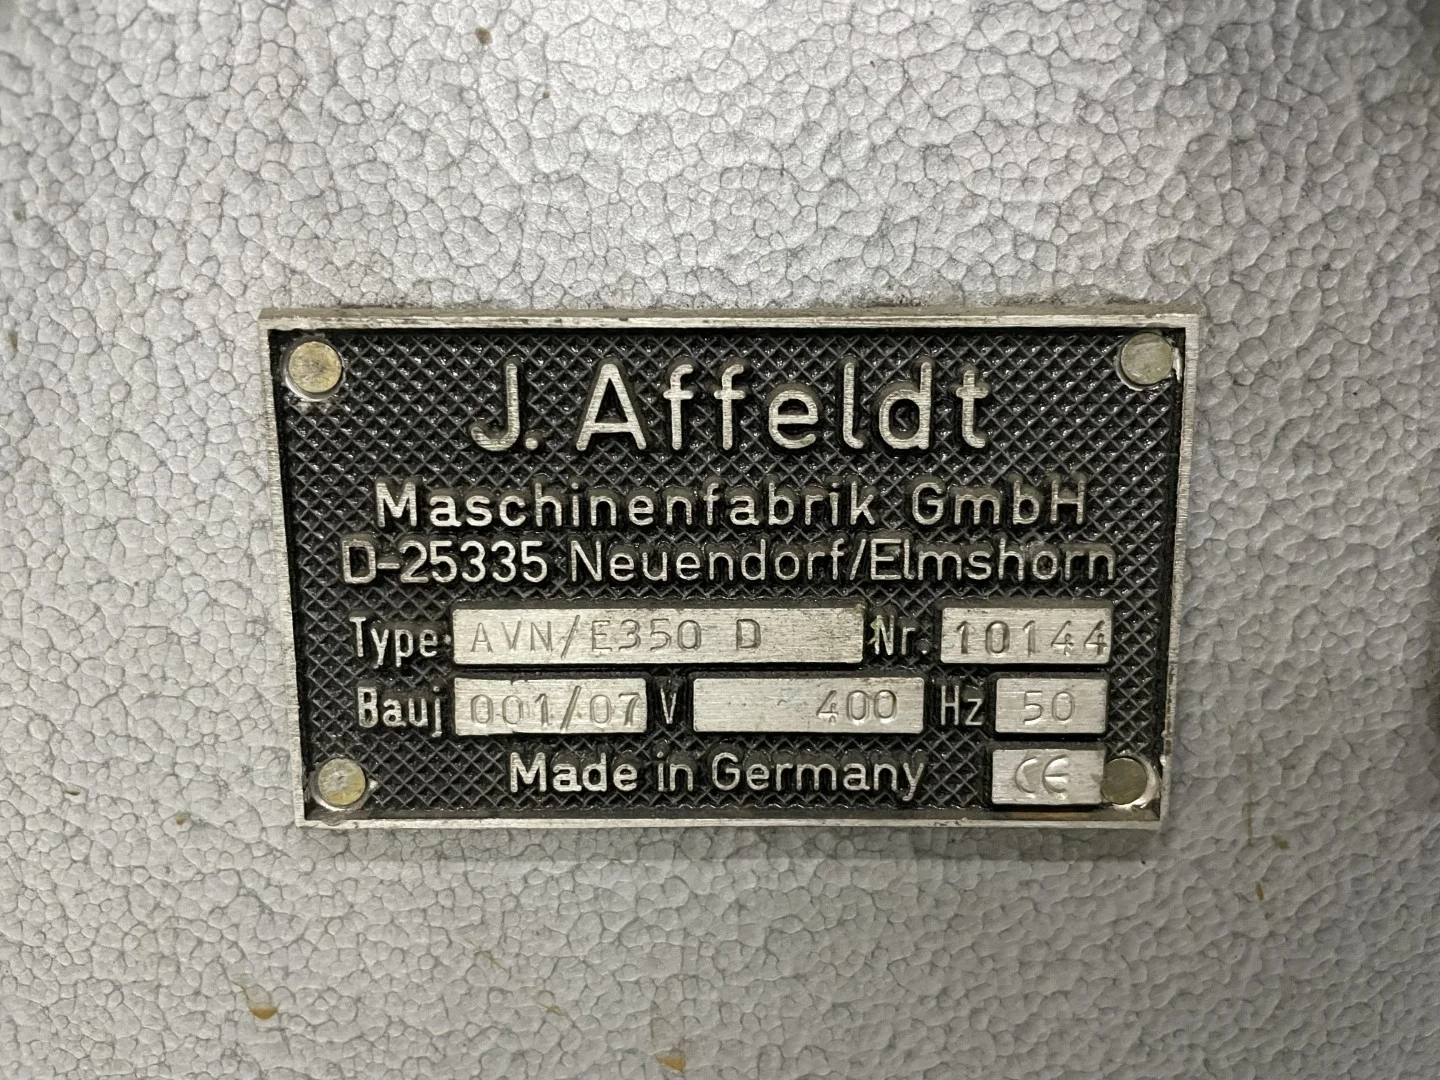 J. Affeldt
Maschinenfabrik GmbH
D-25335 Neuendorf/Elmshorn
Type: AVN/E350 D Nr. 10144
Bauj 001/07 V 400 Hz 50
Made in Germany CE